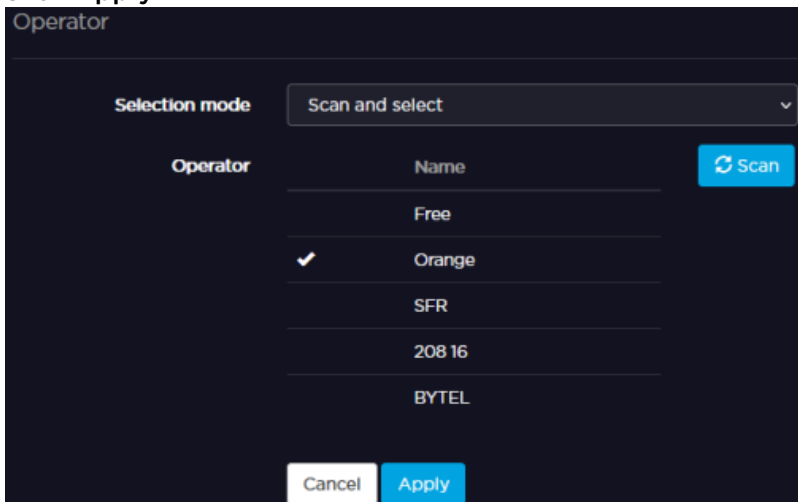 Operator
Selection mode Scan and select
Operator Name Scan
Free
Orange
SFR
208 16
BYTEL
Cancel Apply